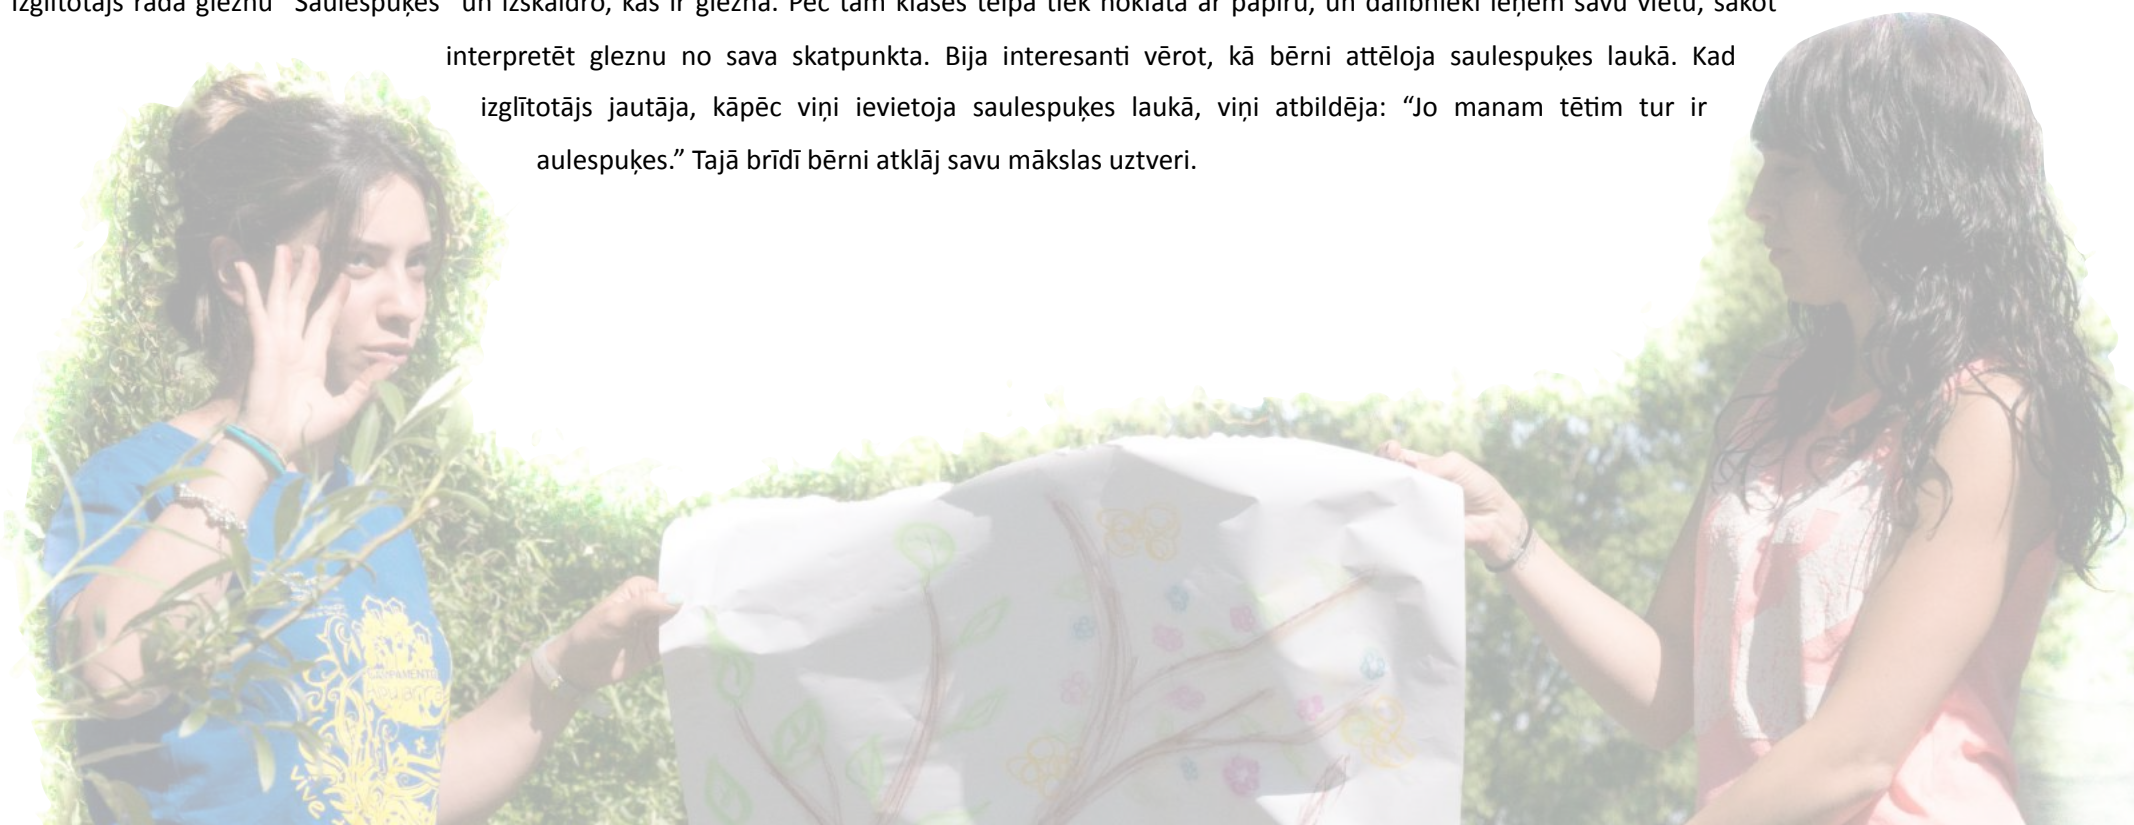 izglītotājs rāda gleznu “Saulespuķes” un izskaidro, kas ir glezna. Pēc tam klases telpa tiek noklāta ar papīru, un dalībnieki ieņem savu vietu, sākot
interpretēt gleznu no sava skatpunkta. Bija interesanti vērot, kā bērni attēloja saulespuķes laukā. Kad
izglītotājs jautāja, kāpēc viņi ievietoja saulespuķes laukā, viņi atbildēja: “Jo manam tētim tur ir
aulespuķes.” Tajā brīdī bērni atklāj savu mākslas uztveri.
CAMPAMENTO
Vive